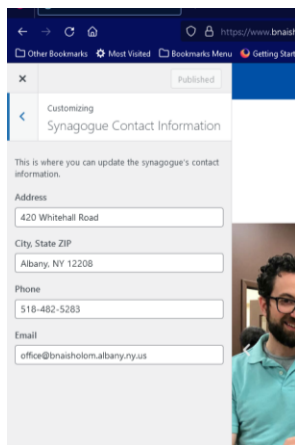 https://www.bnaish
Other Bookmarks Most Visited Bookmarks Menu Getting Start
Published
Customizing
Synagogue Contact Information
This is where you can update the synagogue's contact
information.
Address
420 Whitehall Road
City, State ZIP
Albany, NY 12208
Phone
518-482-5283
Email
office@bnaisholom.albany.ny.us